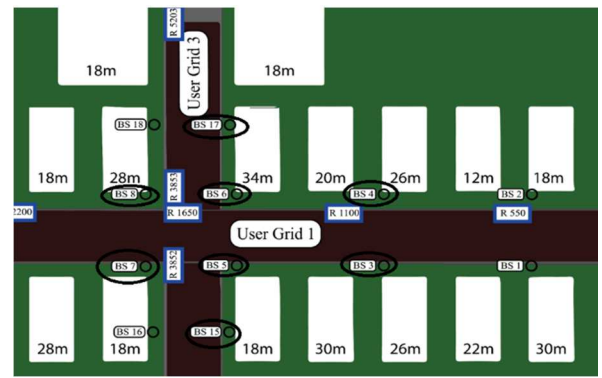 R 5203
User Grid 3
18m
18m
BS 18
BS 17
18m
28m
34m
20m
26m
12m
18m
BS 8
R 3853
BS 6
BS 4
BS 2
2200
R 1650
R 1100
R 550
User Grid 1
BS 7
R 3852
BS 5
BS 3
BS 1
BS 16
BS 15
28m
18m
18m
30m
26m
22m
30m